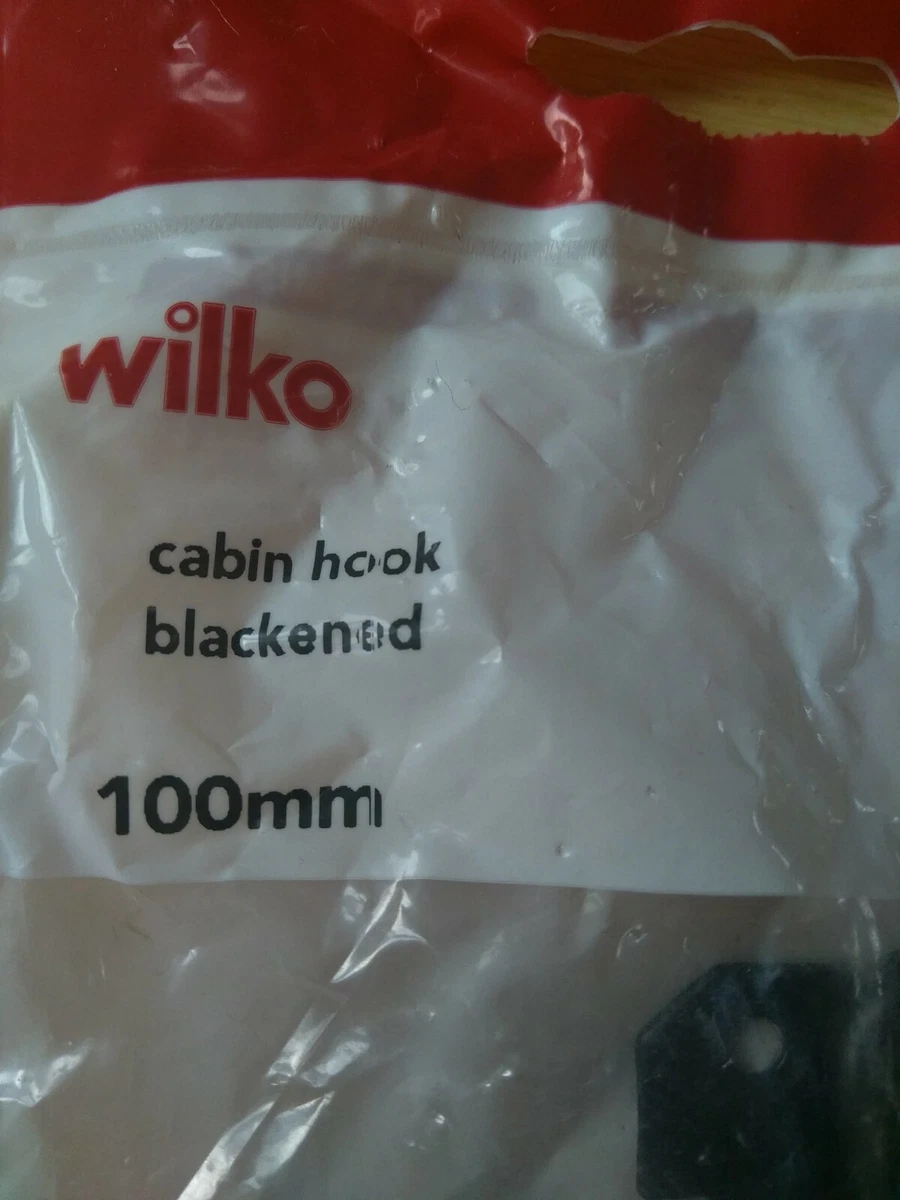 wilko
cabin hook
blackened
100mm